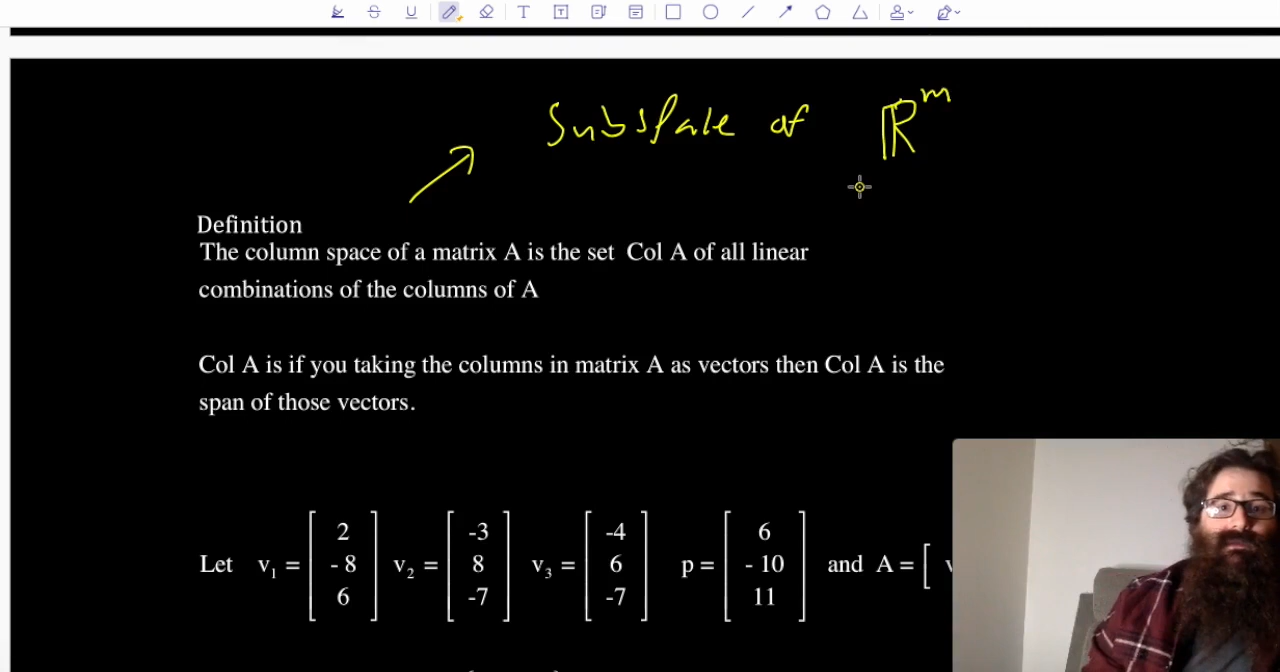 Subspace of ℝᵐ
Definition
The column space of a matrix A is the set Col A of all linear
combinations of the columns of A
Col A is if you taking the columns in matrix A as vectors then Col A is the
span of those vectors.
Let v₁ = [2 -8 6] v₂ = [-3 8 -7] v₃ = [-4 6 -7] p = [6 -10 11] and A = [